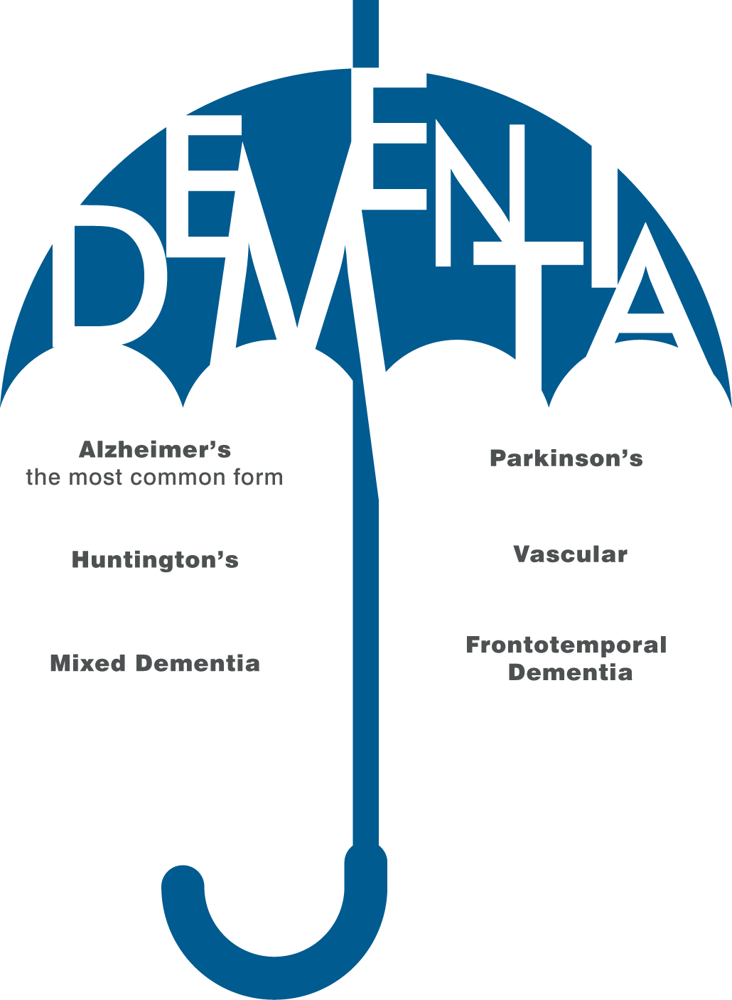 DEMENTIA
Alzheimer’s
the most common form
Huntington’s
Mixed Dementia
Parkinson’s
Vascular
Frontotemporal
Dementia